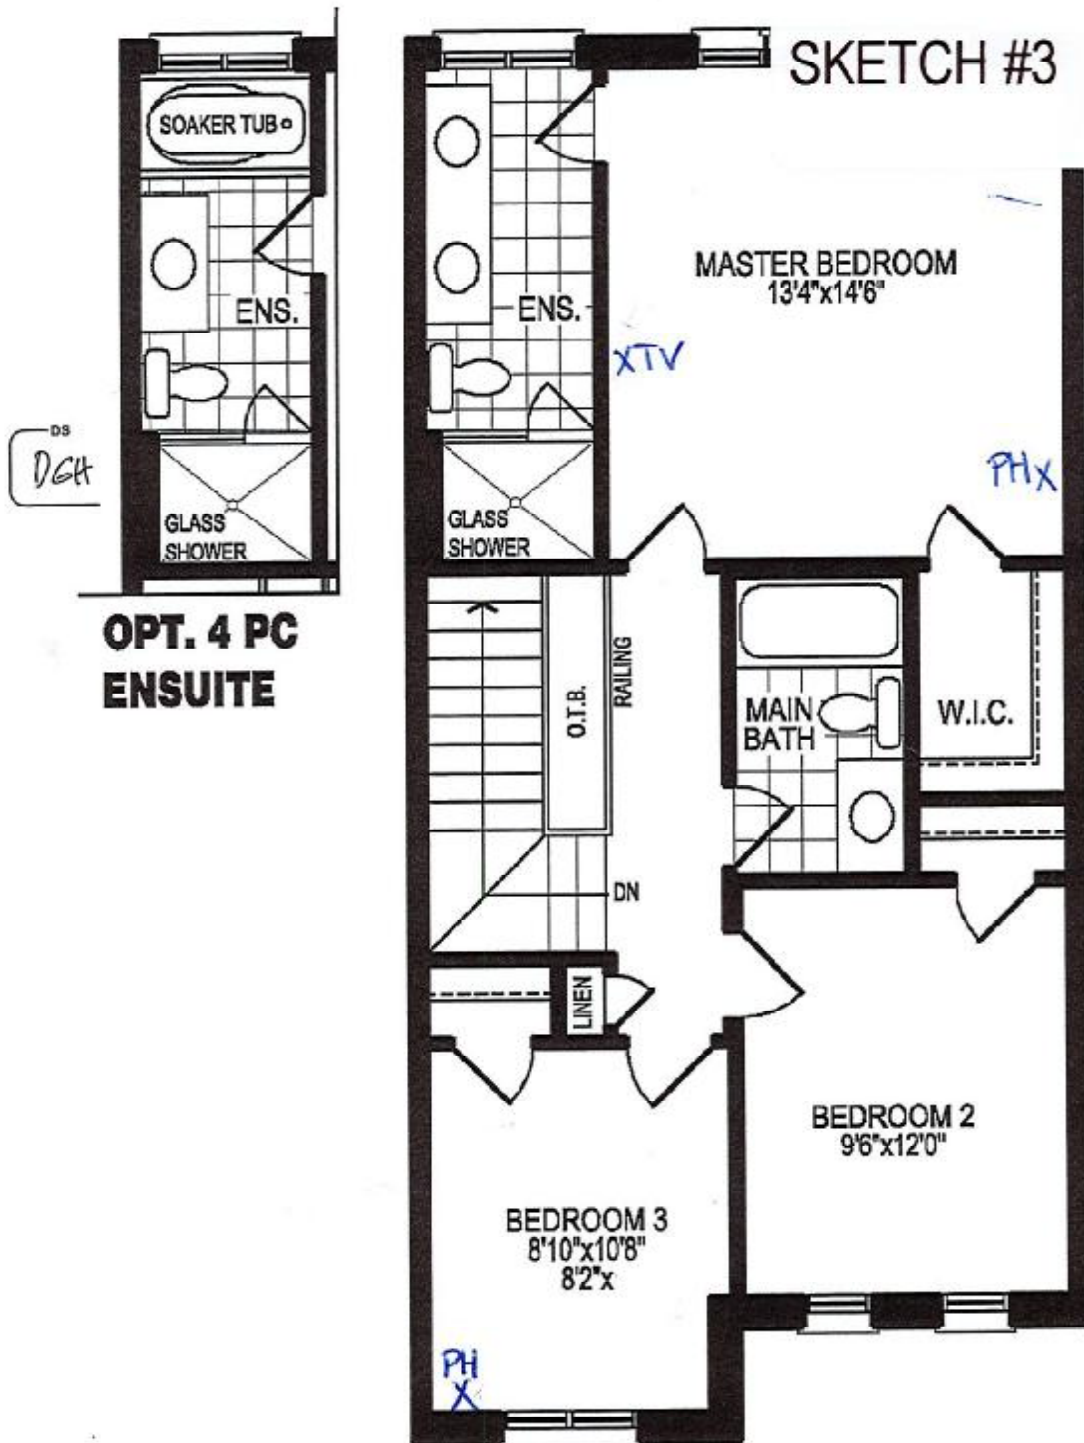 SKETCH #3
SOAKER TUB
ENS.
GLASS
SHOWER
DS
DGH
OPT. 4 PC
ENSUITE
ENS.
GLASS
SHOWER
MASTER BEDROOM
13'4"x14'6"
XTV
PHX
RAILING
O.T.B.
MAIN
BATH
W.I.C.
DN
LINEN
BEDROOM 2
9'6"x12'0"
BEDROOM 3
8'10"x10'8"
8'2"x
PH
X